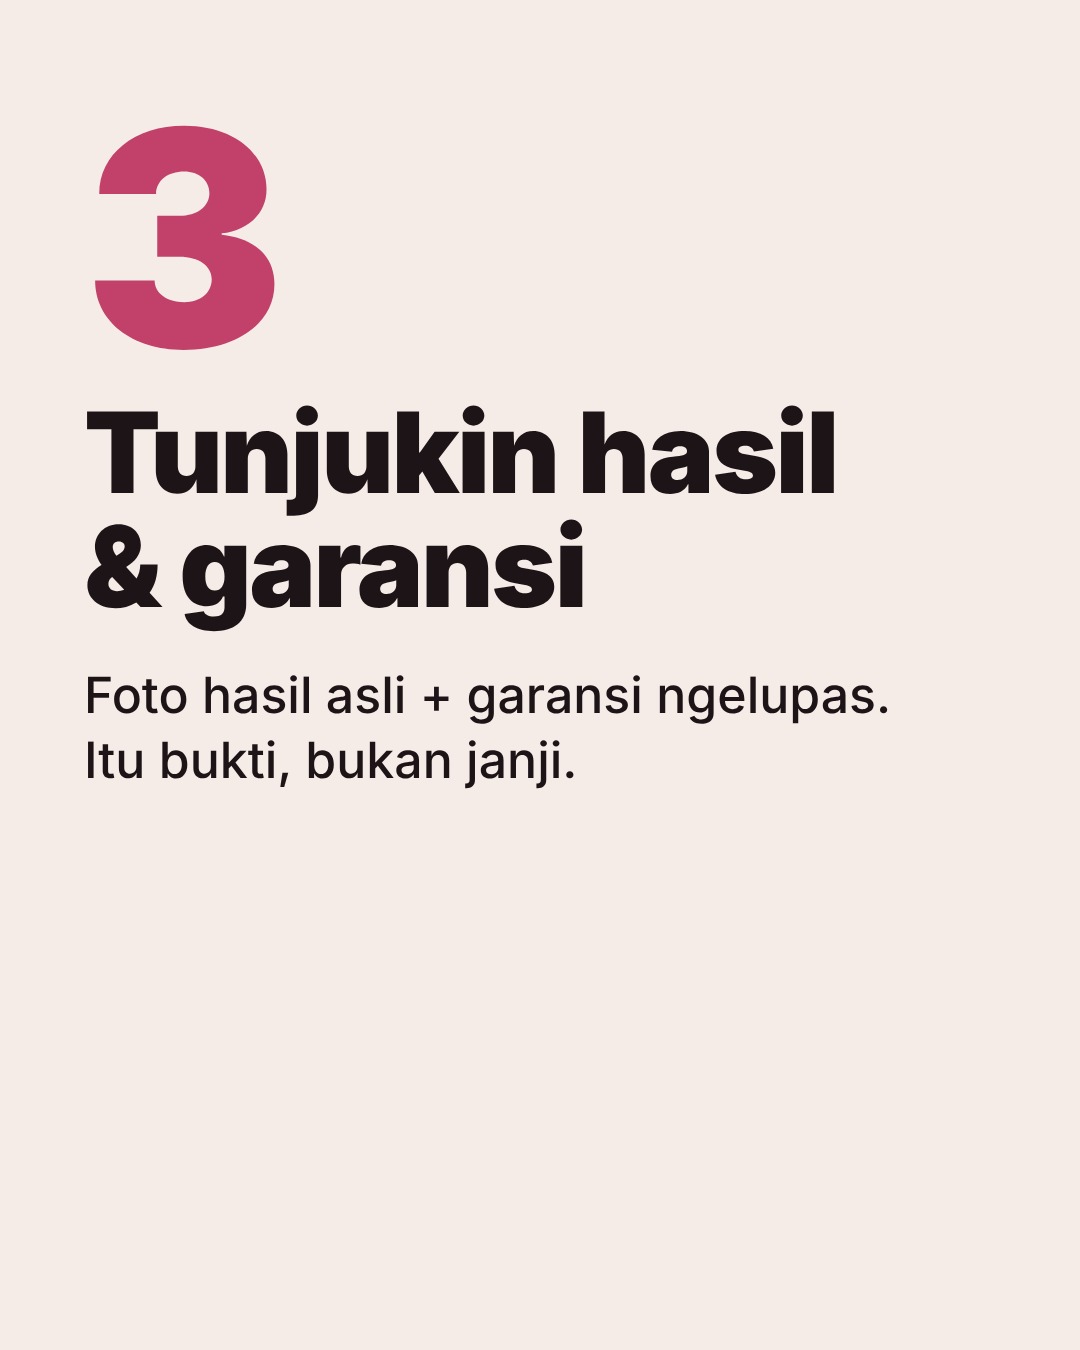 3
Tunjukin hasil
& garansi
Foto hasil asli + garansi ngelupas.
Itu bukti, bukan janji.